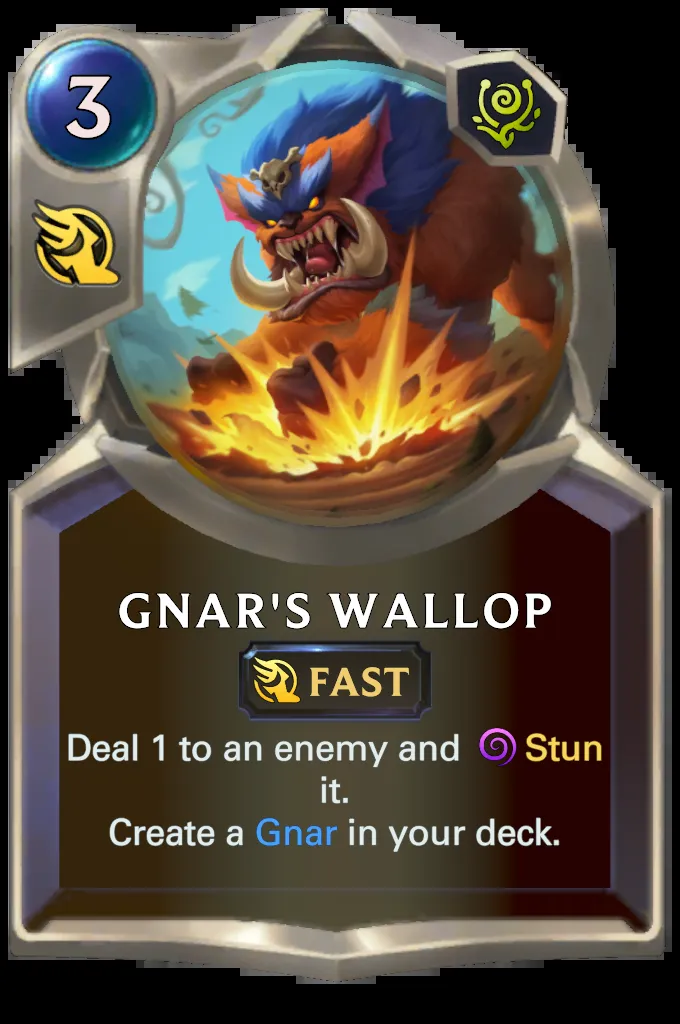 3
GNAR'S WALLOP
FAST
Deal 1 to an enemy and Stun
it.
Create a Gnar in your deck.